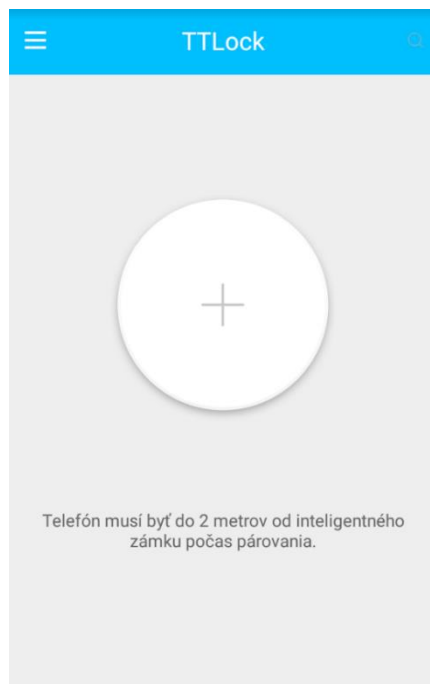 TTLock
Telefón musí byť do 2 metrov od inteligentného
zámku počas párovania.